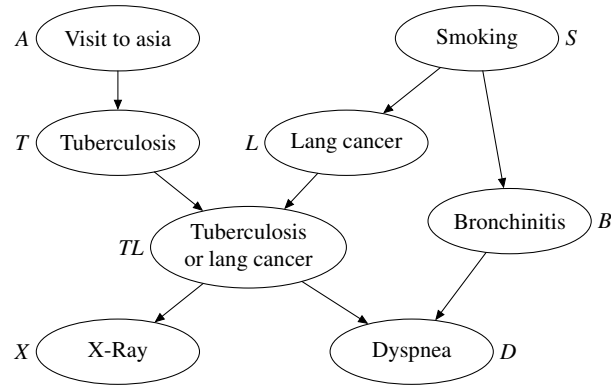 A Visit to asia
Smoking S
T Tuberculosis
L Lang cancer
Tuberculosis
TL or lang cancer
Bronchinitis B
X X-Ray
Dyspnea D